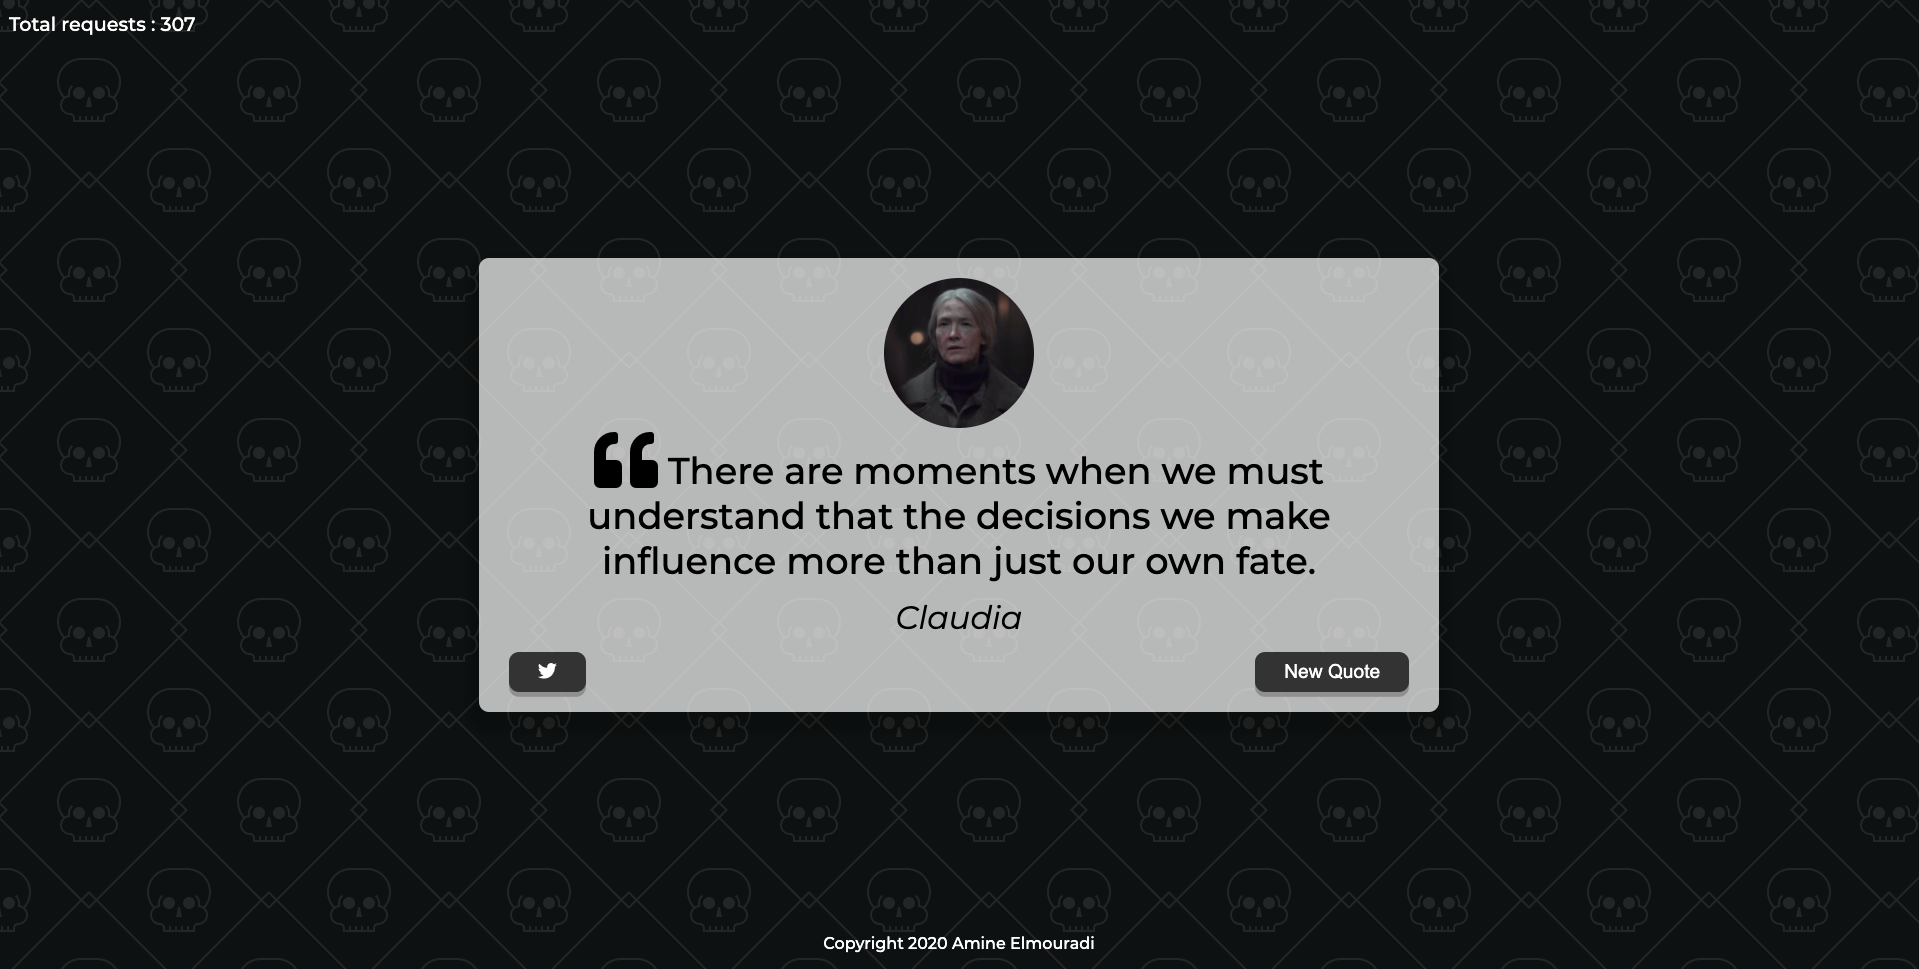 Total requests : 307
There are moments when we must
understand that the decisions we make
influence more than just our own fate.
Claudia
New Quote
Copyright 2020 Amine Elmouradi